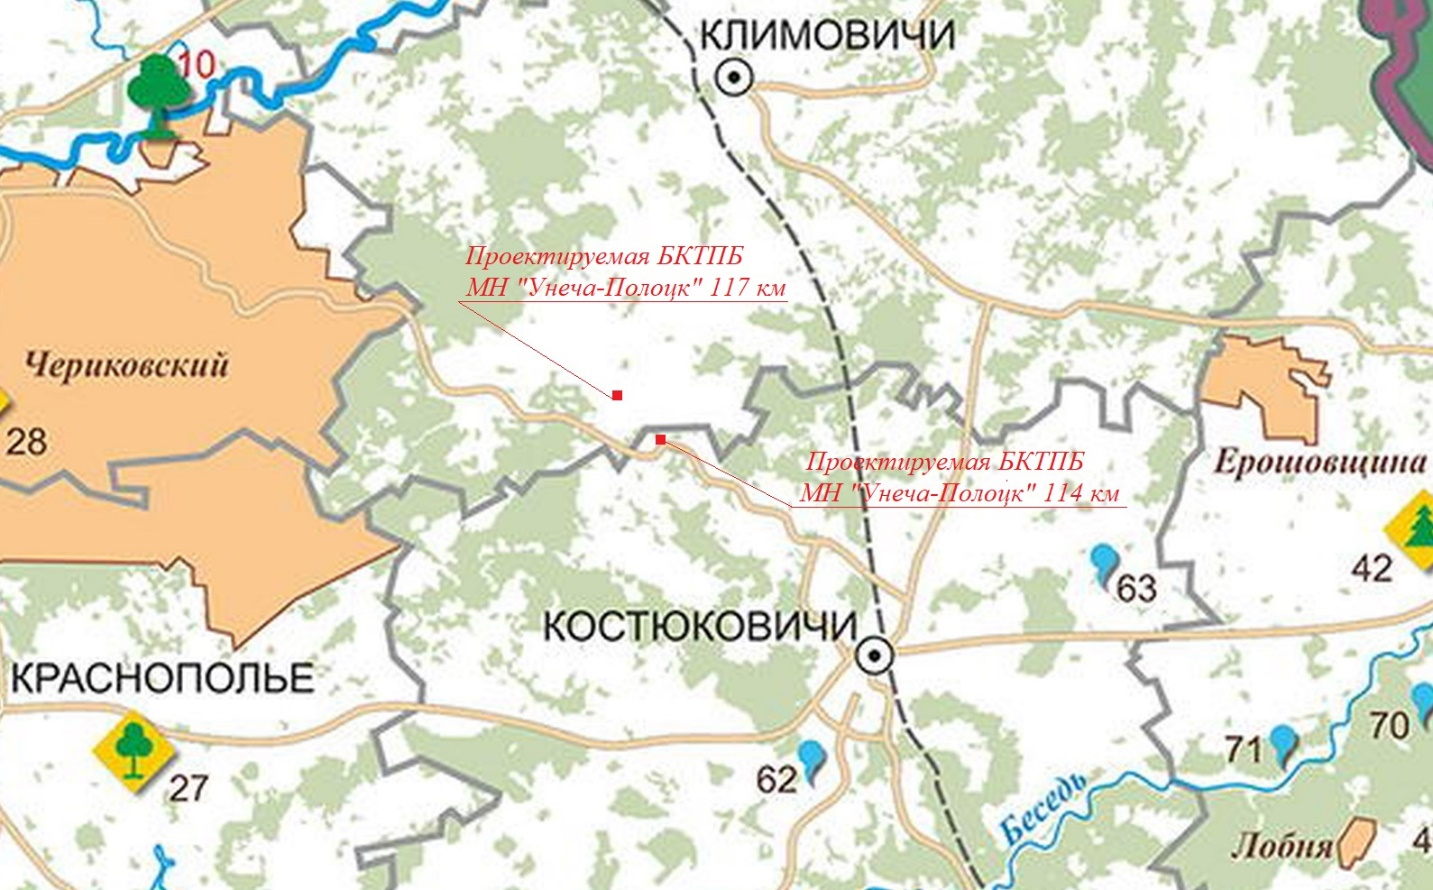 КЛИМОВИЧИ
10
Проектируемая БКТПБ
МН "Унеча-Полоцк" 117 км
Чериковский
28
Проектируемая БКТПБ
МН "Унеча-Полоцк" 114 км
Ерошовщина
42
63
КОСТЮКОВИЧИ
КРАСНОПОЛЬЕ
27
62
71
70
Беседь
Лобня
4